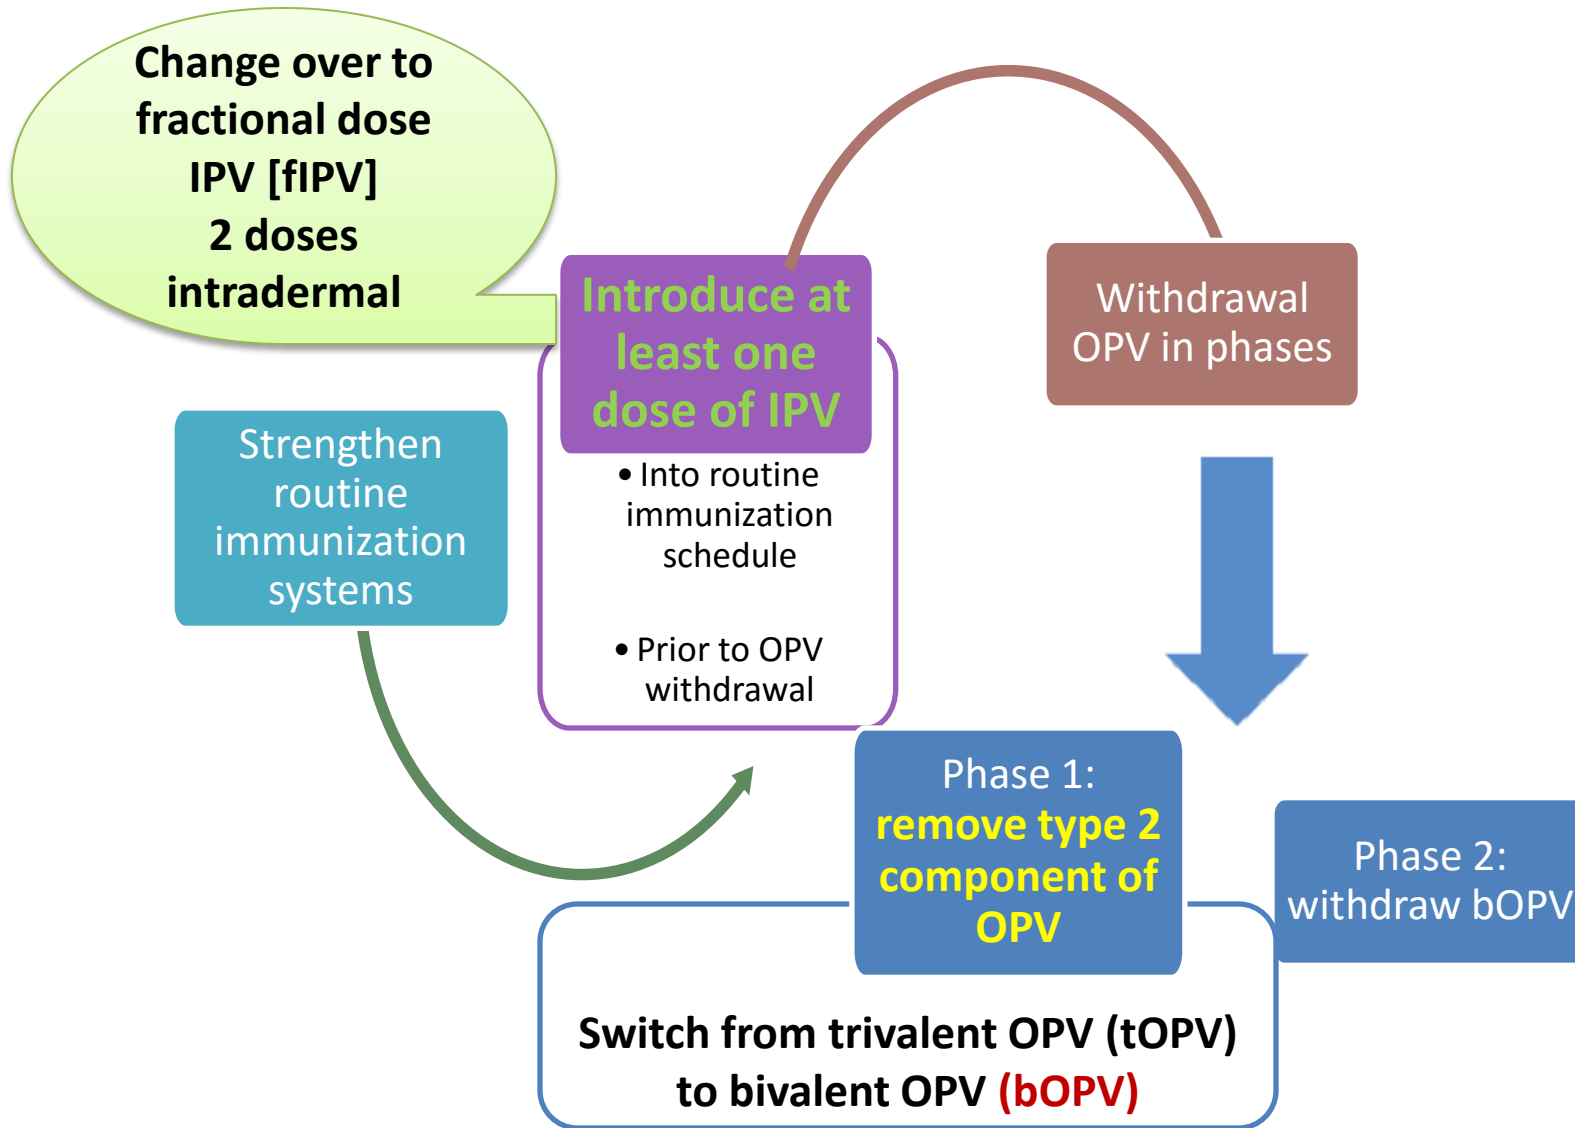 Change over to
fractional dose
IPV [fIPV]
2 doses
intradermal
Strengthen
routine
immunization
systems
Introduce at
least one
dose of IPV
• Into routine
immunization
schedule
• Prior to OPV
withdrawal
Withdrawal
OPV in phases
Phase 1:
remove type 2
component of
OPV
Switch from trivalent OPV (tOPV)
to bivalent OPV (bOPV)
Phase 2:
withdraw bOPV